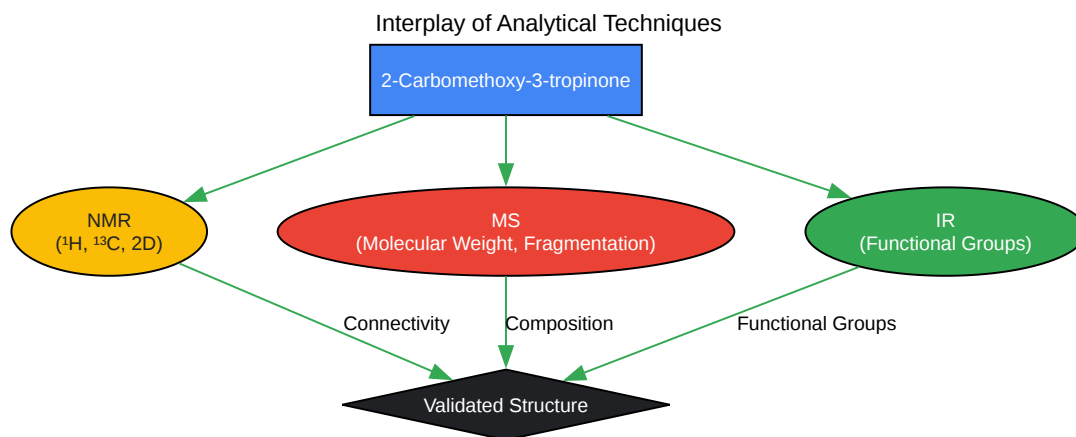 Interplay of Analytical Techniques
2-Carbomethoxy-3-tropinone
NMR
(¹H, ¹³C, 2D)
MS
(Molecular Weight, Fragmentation)
IR
(Functional Groups)
Connectivity
Composition
Functional Groups
Validated Structure